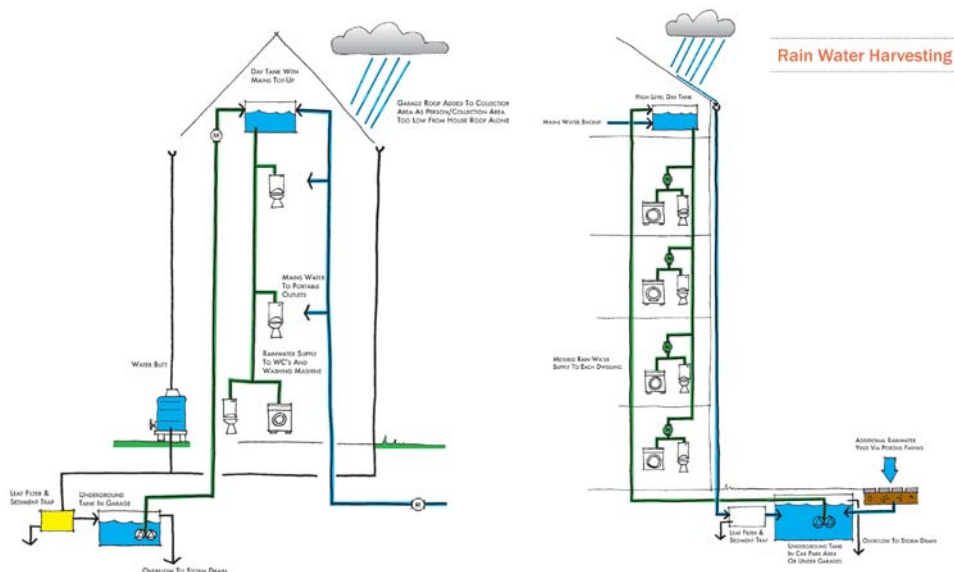 Rain Water Harvesting
DAY TANK WITH
MAINS TOP-UP
GARAGE ROOF ADDED TO COLLECTION
AREA AS PERSON/COLLECTION AREA
TOO LOW FROM HOUSE ROOF ALONE
M
MAINS WATER
TO PORTABLE
OUTLETS
RAINWATER SUPPLY
TO WC'S AND
WASHING MASHINE
WATER BUTT
LEAF FILTER &
SEDIMENT TRAP
UNDERGROUND
TANK IN GARAGE
M
OVERFLOW TO STORM DRAIN
HIGH LEVEL DAY TANK
MAINS WATER BACKUP
M
M
METERED RAIN WATER
SUPPLY TO EACH DWELLING
M
M
ADDITIONAL RAINWATER
YIELD VIA POROUS PAVING
LEAF FILTER &
SEDIMENT TRAP
UNDERGROUND TANK
IN CAR PARK AREA
OR UNDER GARAGES
OVERFLOW TO STORM DRAIN